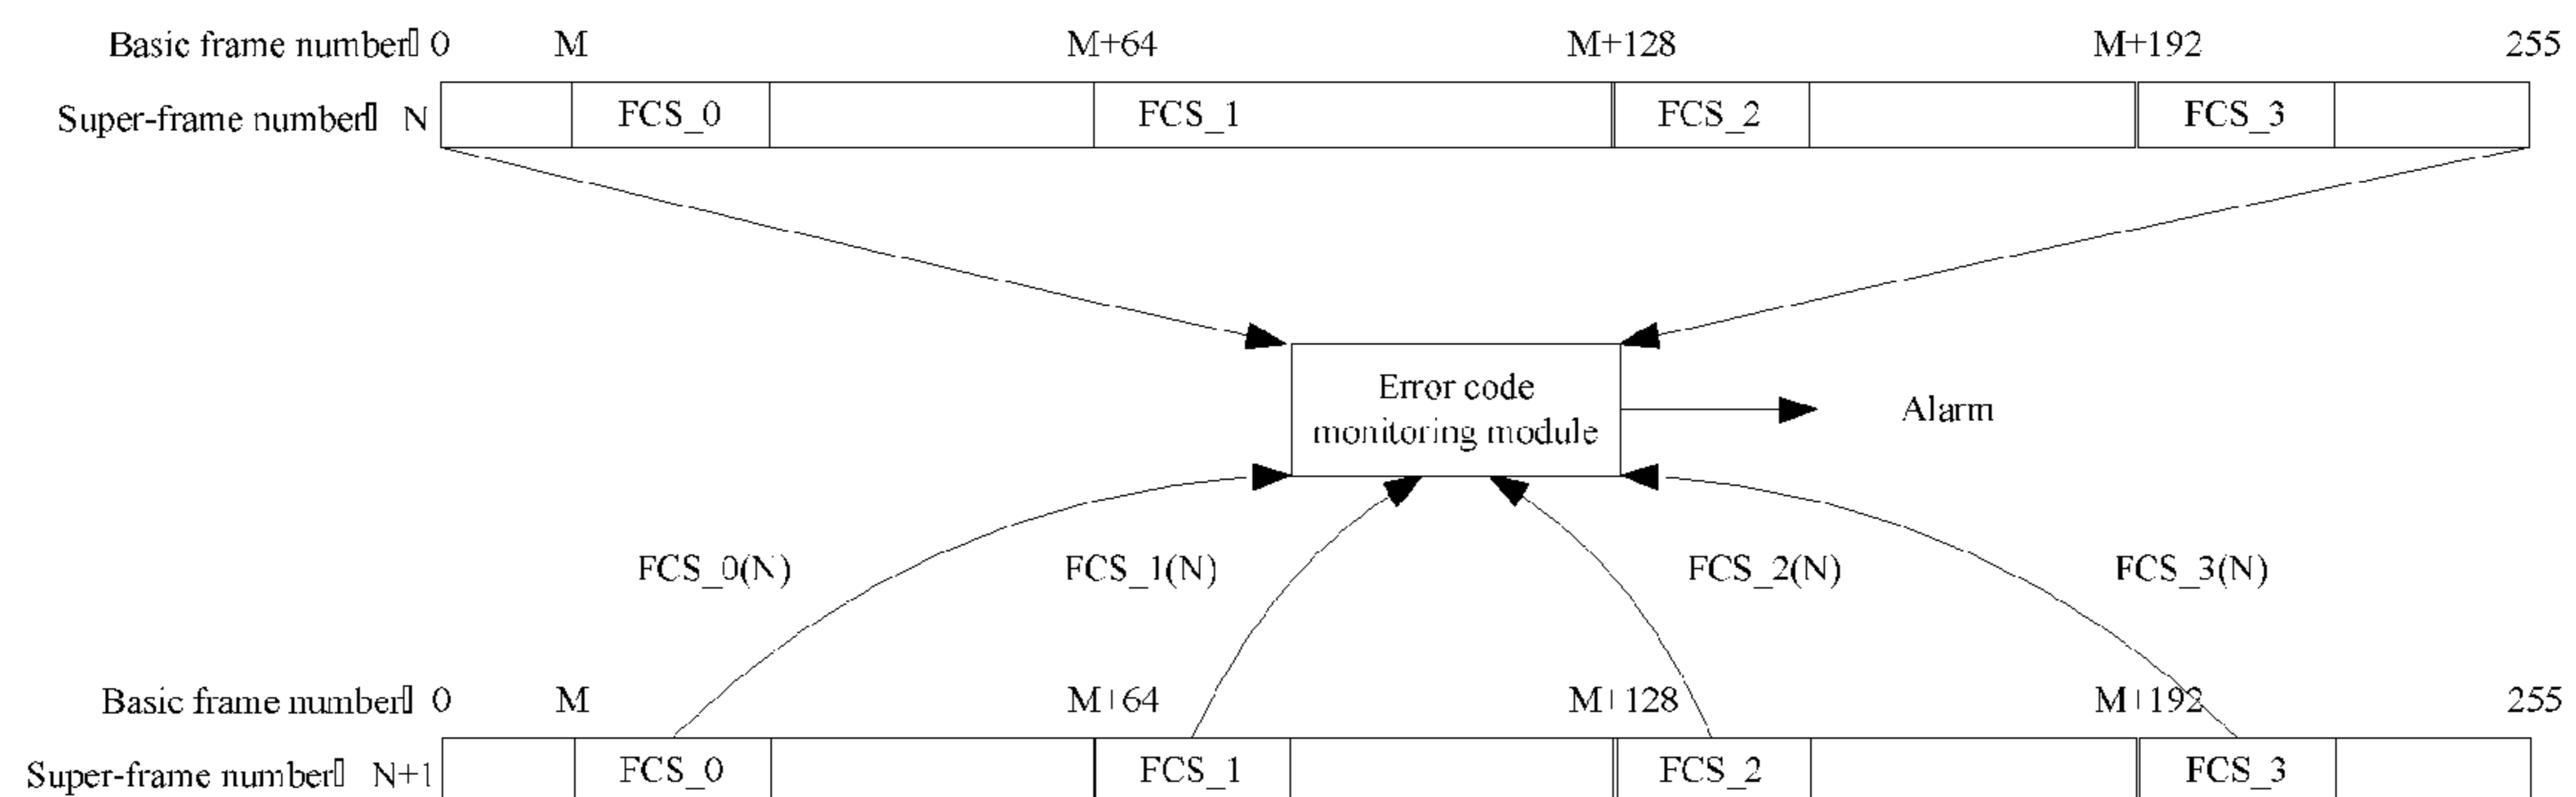 Basic frame number 0 M M+64 M+128 M+192 255
Super-frame number N FCS_0 FCS_1 FCS_2 FCS_3
Error code
monitoring module
Alarm
FCS_0(N) FCS_1(N) FCS_2(N) FCS_3(N)
Basic frame number 0 M M+64 M+128 M+192 255
Super-frame number N+1 FCS_0 FCS_1 FCS_2 FCS_3